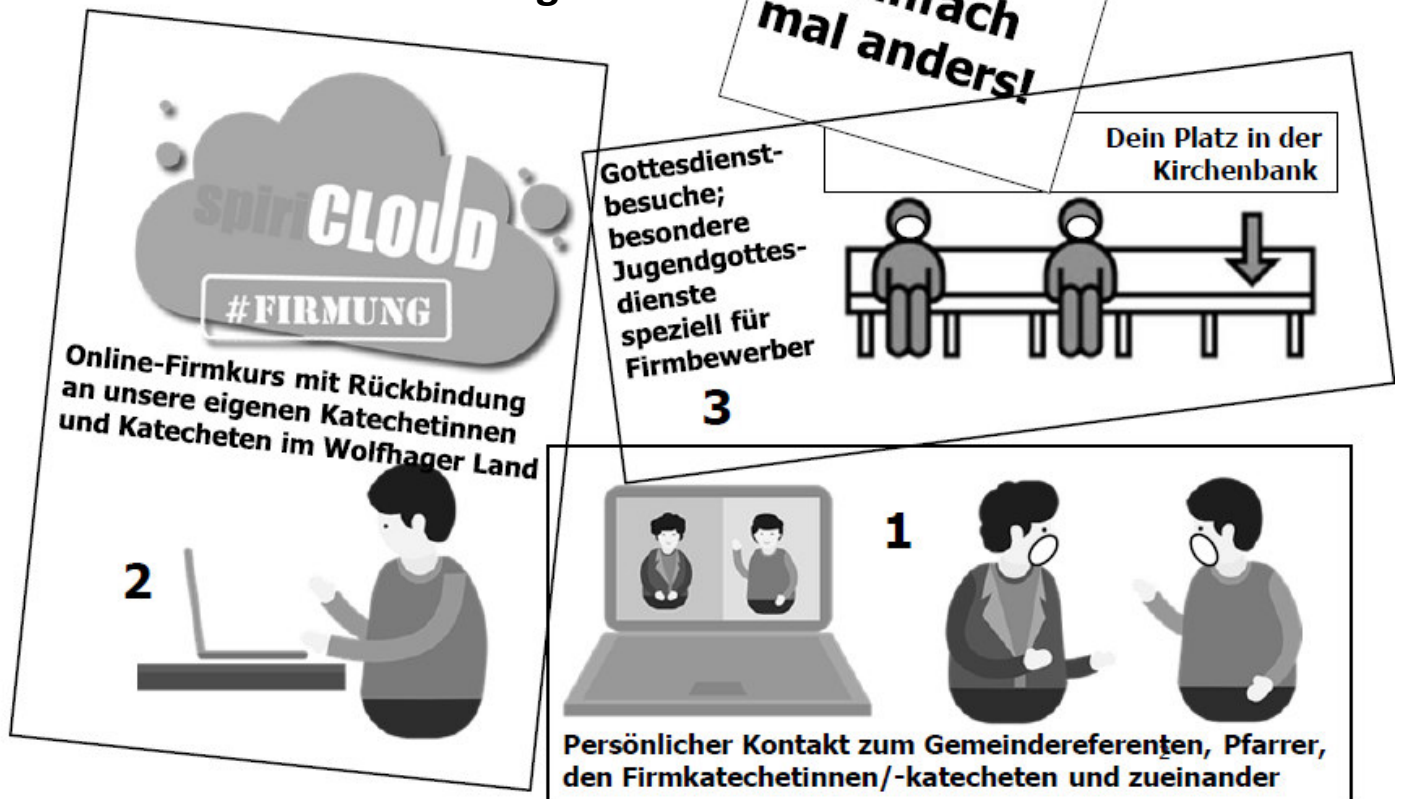 mal anders!
spiriCLOUD
#FIRMUNG
Online-Firmkurs mit Rückbindung
an unsere eigenen Katechetinnen
und Katecheten im Wolfhager Land
2
Gottesdienst-
besuche;
besondere
Jugendgottes-
dienste
speziell für
Firmbewerber
3
Dein Platz in der
Kirchenbank
1
Persönlicher Kontakt zum Gemeindereferenten, Pfarrer,
den Firmkatechetinnen/-katecheten und zueinander